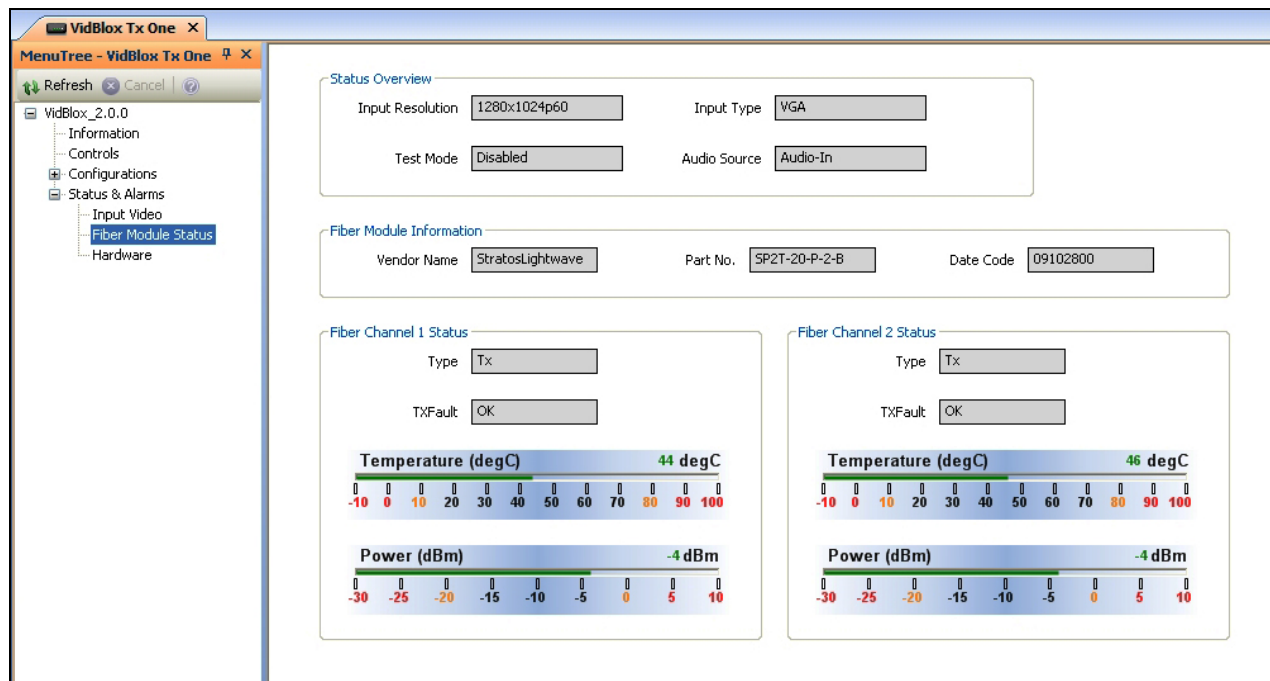 VidBlox Tx One X
MenuTree - VidBlox Tx One
Refresh Cancel
VidBlox_2.0.0
Information
Controls
Configurations
Status & Alarms
Input Video
Fiber Module Status
Hardware
Status Overview
Input Resolution 1280x1024p60 Input Type VGA
Test Mode Disabled Audio Source Audio-In
Fiber Module Information
Vendor Name StratosLightwave Part No. SP2T-20-P-2-B Date Code 09102800
Fiber Channel 1 Status
Type Tx
TXFault OK
Temperature (degC) 44 degC
-10 0 10 20 30 40 50 60 70 80 90 100
Power (dBm) -4 dBm
-30 -25 -20 -15 -10 -5 0 5 10
Fiber Channel 2 Status
Type Tx
TXFault OK
Temperature (degC) 46 degC
-10 0 10 20 30 40 50 60 70 80 90 100
Power (dBm) -4 dBm
-30 -25 -20 -15 -10 -5 0 5 10